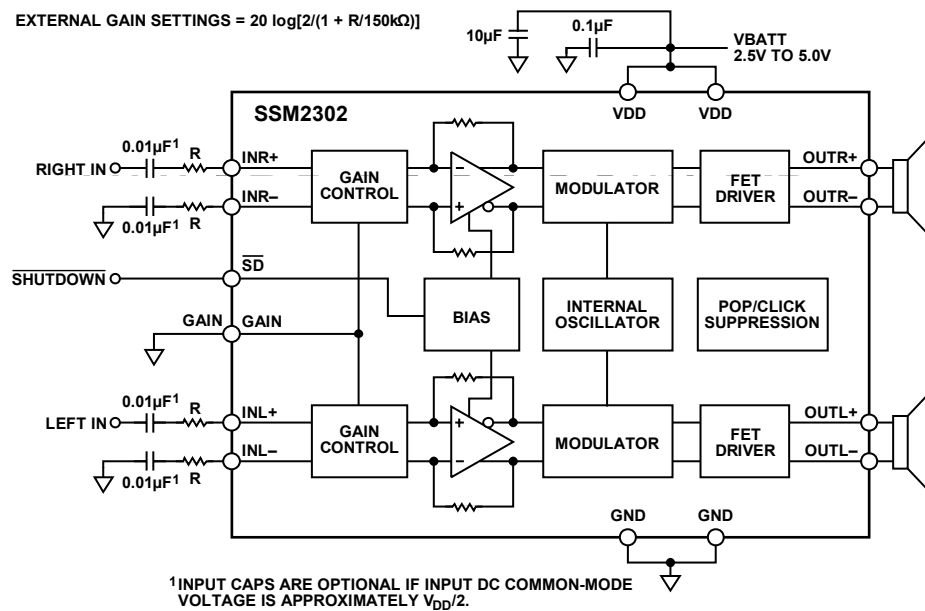 EXTERNAL GAIN SETTINGS = 20 log[2/(1 + R/150kΩ)]
10µF
0.1µF
VBATT
2.5V TO 5.0V
VDD
VDD
SSM2302
0.01µF1
R
RIGHT IN
INR+
INR–
0.01µF1
R
GAIN
CONTROL
MODULATOR
FET
DRIVER
OUTR+
OUTR–
SHUTDOWN
SD
BIAS
INTERNAL
OSCILLATOR
POP/CLICK
SUPPRESSION
GAIN
GAIN
0.01µF1
R
LEFT IN
INL+
INL–
0.01µF1
R
GAIN
CONTROL
MODULATOR
FET
DRIVER
OUTL+
OUTL–
GND
GND
1INPUT CAPS ARE OPTIONAL IF INPUT DC COMMON-MODE
VOLTAGE IS APPROXIMATELY VDD/2.